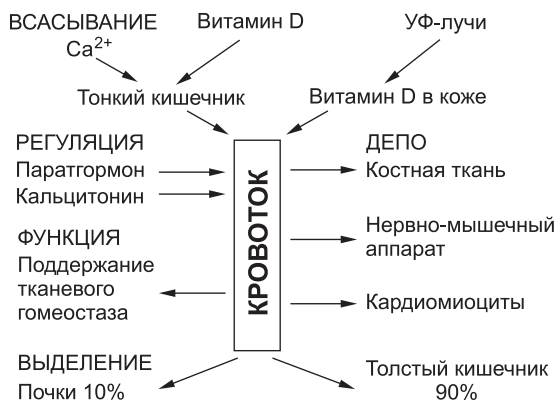 ВСАСЫВАНИЕ
Ca²⁺
Витамин D
УФ-лучи
Тонкий кишечник
Витамин D в коже
РЕГУЛЯЦИЯ
Паратгормон
Кальцитонин
ФУНКЦИЯ
Поддержание
тканевого
гомеостаза
ВЫДЕЛЕНИЕ
Почки 10%
КРОВОТОК
ДЕПО
Костная ткань
Нервно-мышечный
аппарат
Кардиомиоциты
Толстый кишечник
90%